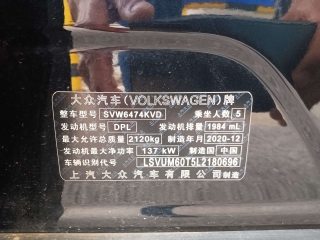 大众汽车(VOLKSWAGEN)牌
整车型号 SVW6474KVD 乘坐人数 5
发动机型号 DPL 发动机排量 1984 mL
最大允许总质量 2120kg 制造年月 2020-12
发动机最大净功率 137 kW 制造国 中国
车辆识别代号 LSVUM60T5L2180696
上汽大众汽车有限公司制造